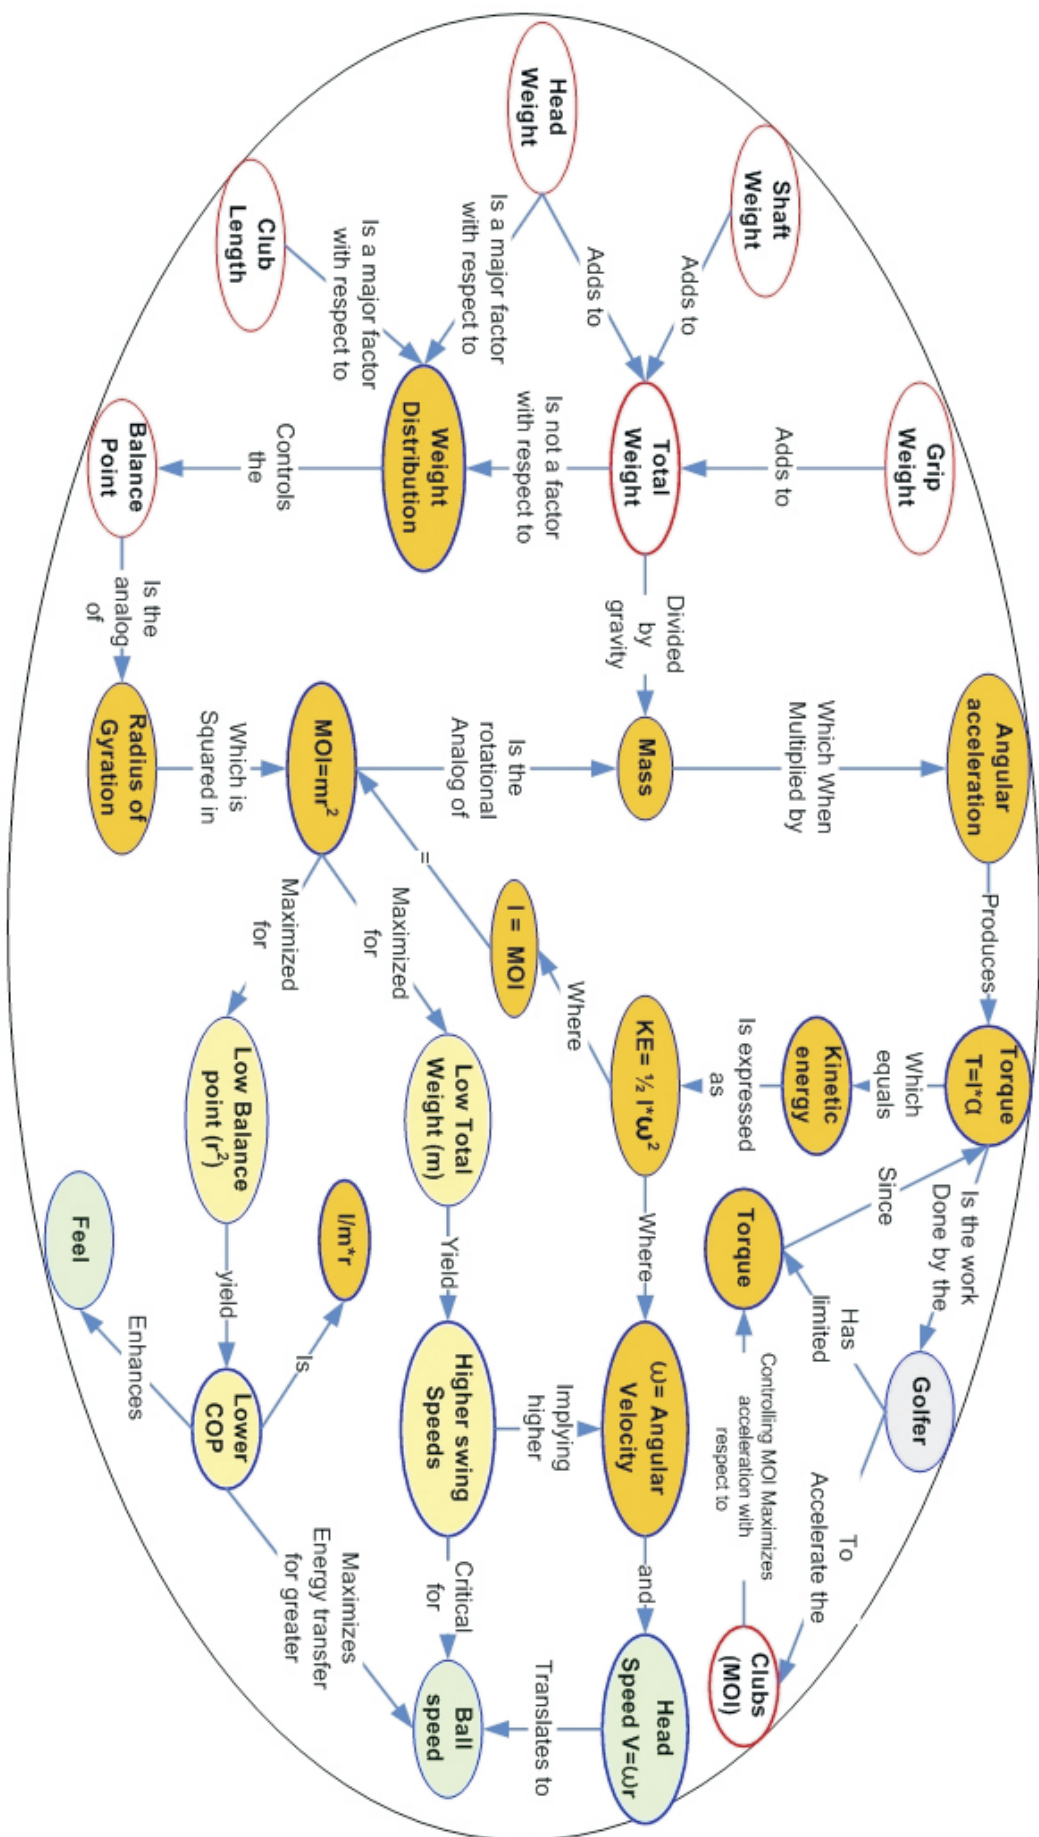 Grip
Weight
Angular
acceleration
Produces
Torque
T=I*α
Is the work
Done by the
Golfer
To
Accelerate the
Clubs
(MOI)
Shaft
Weight
Adds to
Adds to
Which When
Multiplied by
Which
equals
Kinetic
energy
Since
Has
limited
Torque
Controlling MOI Maximizes
acceleration with
respect to
Head
Weight
Adds to
Total
Weight
Divided
by
gravity
Mass
Is expressed
as
KE= ½ I*ω²
Where
ω= Angular
Velocity
and
Head
Speed V=ωr
Is a major factor
with respect to
Is not a factor
with respect to
Is the
rotational
Analog of
I = MOI
Where
=
Implying
higher
Translates to
Club
Length
Is a major factor
with respect to
Weight
Distribution
Maximized
for
Low Total
Weight (m)
Yield
Higher swing
Speeds
Critical
for
Ball
speed
Controls
the
Which is
Squared in
MOI=mr²
Maximized
for
I/m*r
Is
Maximizes
Energy transfer
for greater
Balance
Point
Is the
analog
of
Radius of
Gyration
Low Balance
point (r²)
yield
Lower
COP
Feel
Enhances